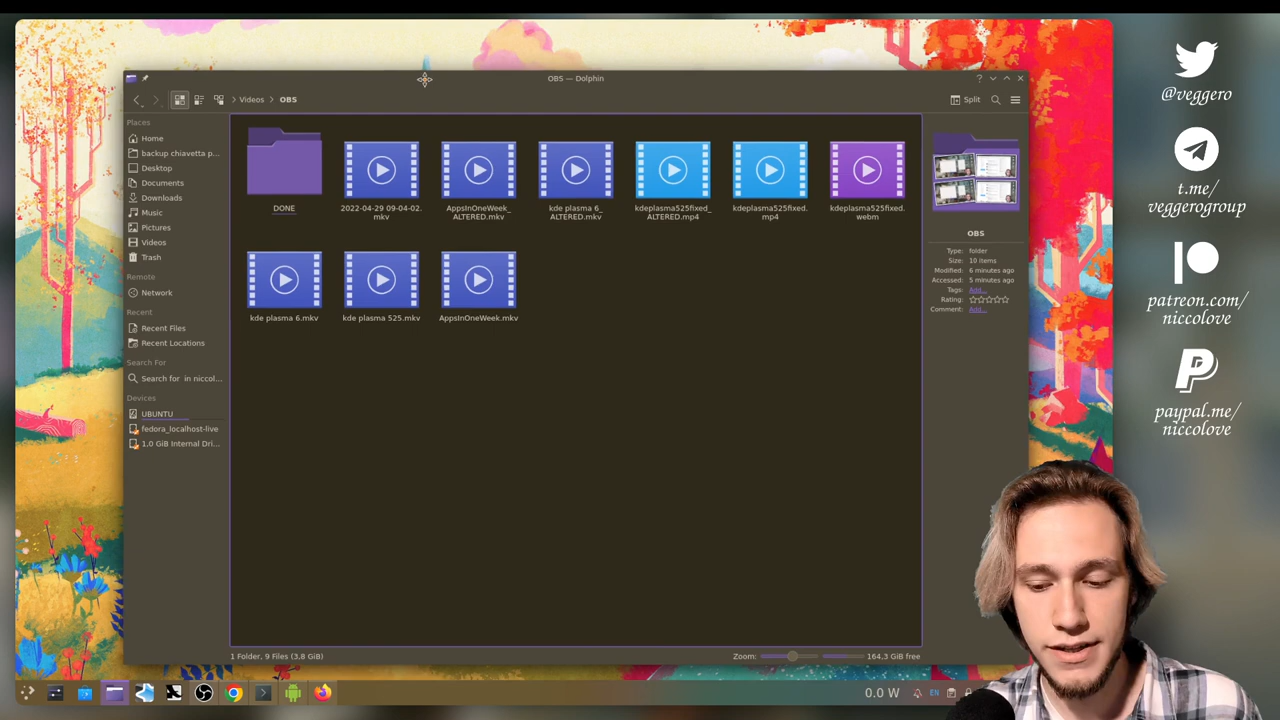 OBS — Dolphin
Videos
OBS
Split
Places
Home
backup chiavetta p...
Desktop
Documents
Downloads
Music
Pictures
Videos
Trash
Remote
Network
Recent
Recent Files
Recent Locations
Search For
Search for  in niccol...
Devices
UBUNTU
fedora_localhost-live
1,0 GiB Internal Dri...
DONE
2022-04-29 09-04-02.
mkv
AppsInOneWeek_
ALTERED.mkv
kde plasma 6_
ALTERED.mkv
kdeplasma525fixed_
ALTERED.mp4
kdeplasma525fixed.
mp4
kdeplasma525fixed.
webm
kde plasma 6.mkv
kde plasma 525.mkv
AppsInOneWeek.mkv
OBS
Type: folder
Size: 10 items
Modified: 6 minutes ago
Accessed: 5 minutes ago
Tags: Add...
Rating:
Comment: Add...
1 Folder, 9 Files (3,8 GiB)
Zoom:
164,3 GiB free
0.0 W
EN
@veggero
t.me/
veggerogroup
patreon.com/
niccolove
paypal.me/
niccolove